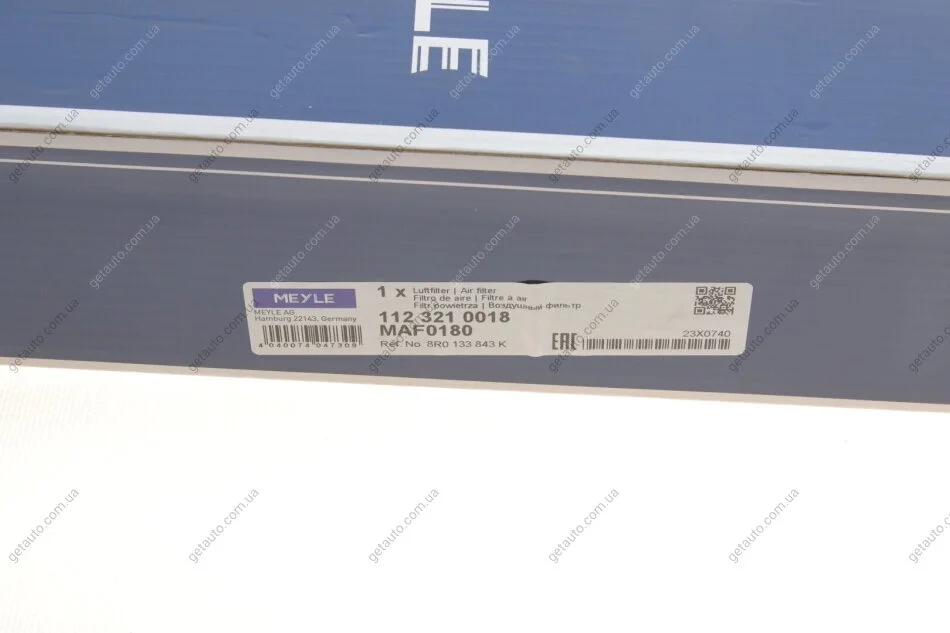 YLE
MEYLE
MEYLE AG
Hamburg 22143, Germany
4 040074 047309
1 x Luftfilter | Air filter
Filtro de aire | Filtre à air
Filtr powietrza | Воздушный фильтр
112 321 0018
MAF0180
Ref. No. 8R0 133 843 K
EAC
23X0740
getauto.com.ua